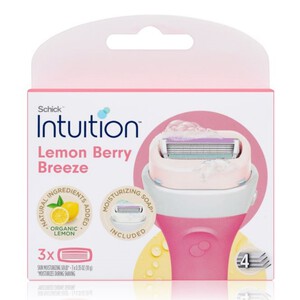 Schick
Intuition
Lemon Berry
Breeze
NATURAL INGREDIENTS ADDED
ORGANIC
LEMON
MOISTURIZING SOAP
INCLUDED
3x
4